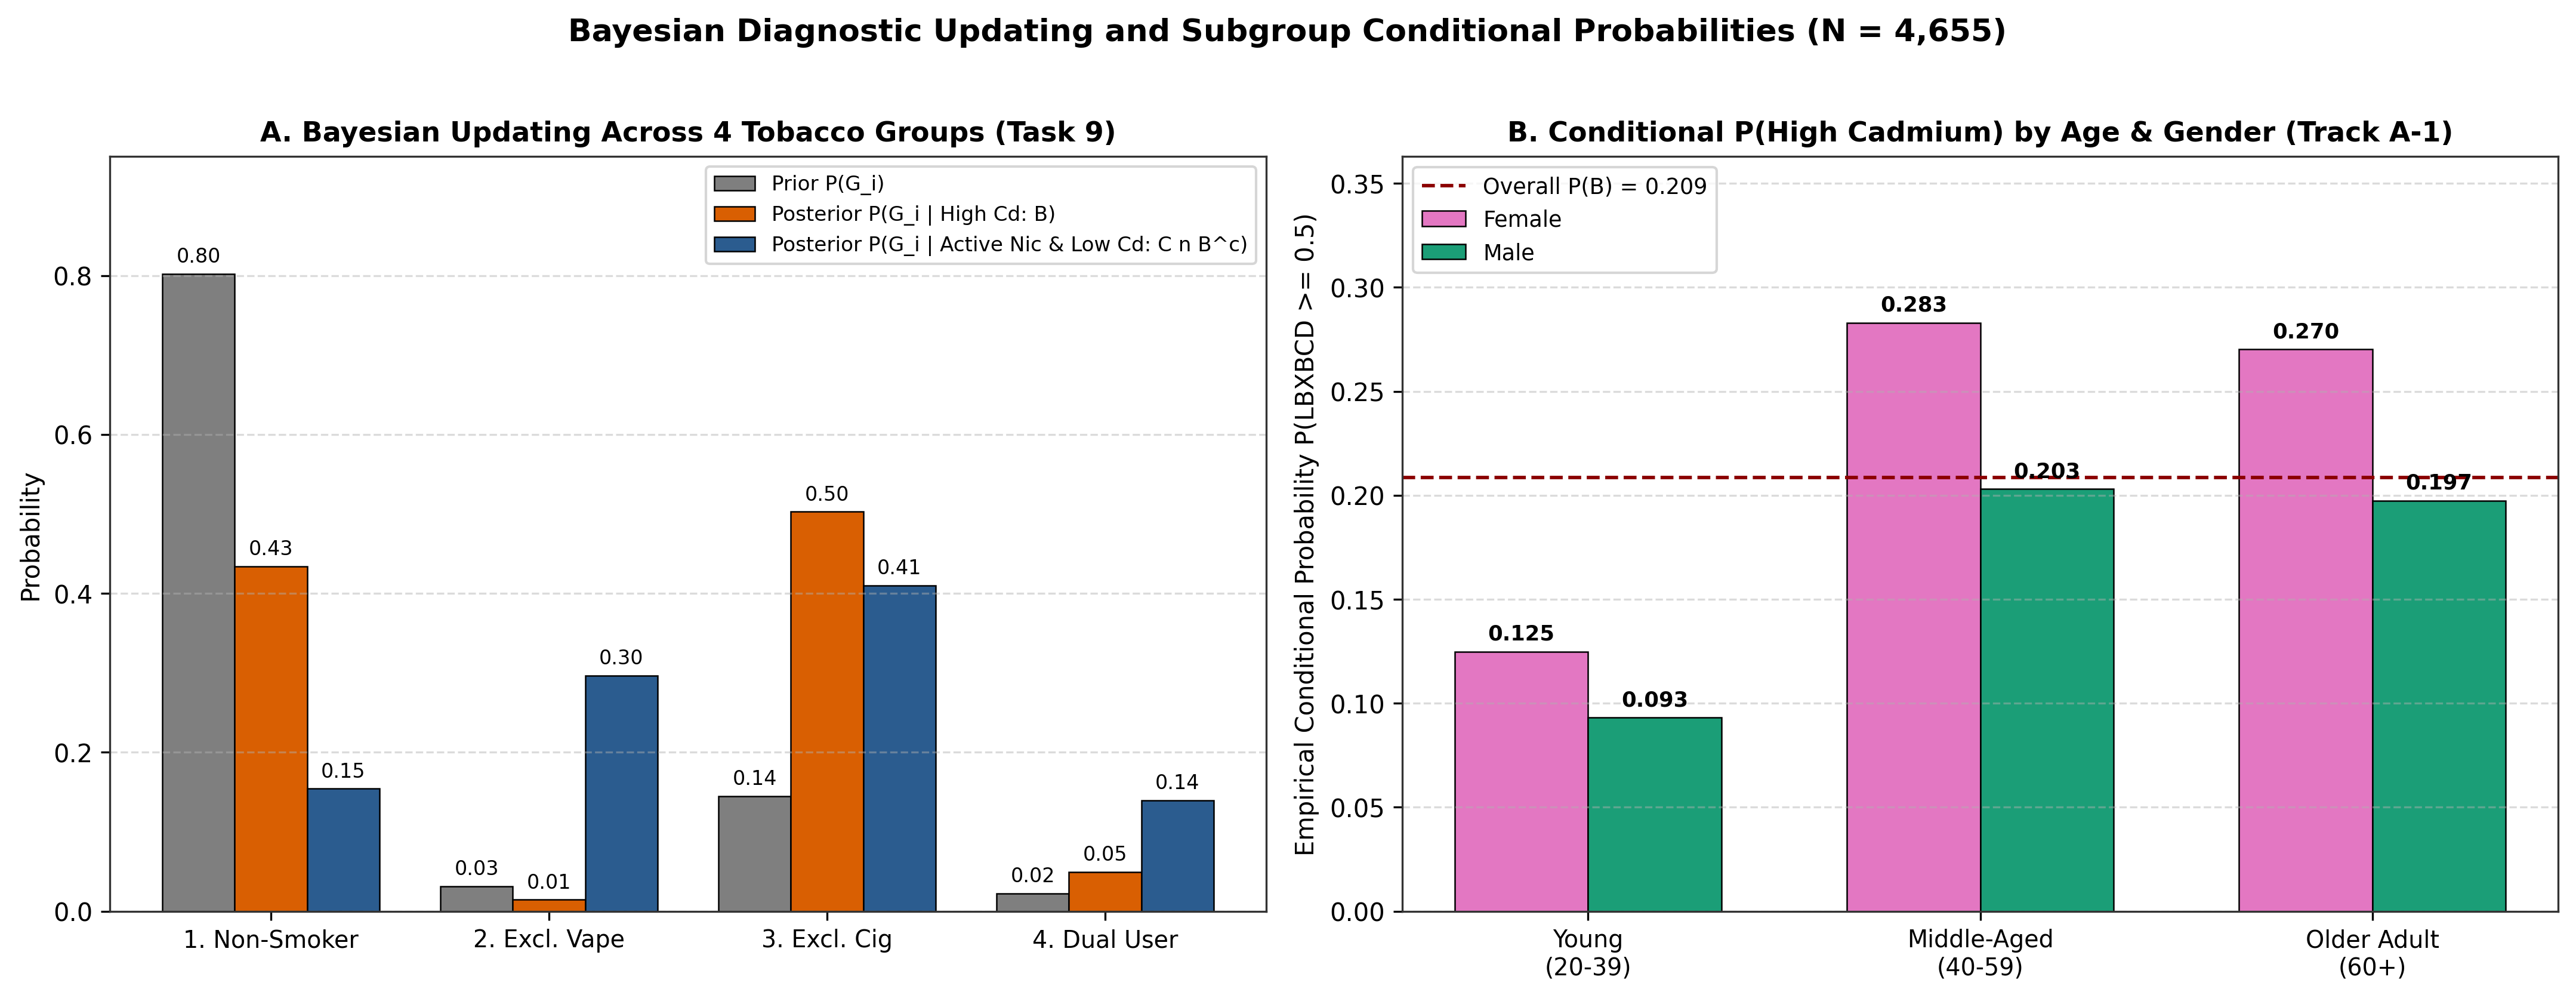 Bayesian Diagnostic Updating and Subgroup Conditional Probabilities (N = 4,655)
A. Bayesian Updating Across 4 Tobacco Groups (Task 9)
Probability
0.8
0.6
0.4
0.2
0.0
Prior P(G_i)
Posterior P(G_i | High Cd: B)
Posterior P(G_i | Active Nic & Low Cd: C n B^c)
0.80
0.43
0.15
0.03
0.01
0.30
0.14
0.50
0.41
0.02
0.05
0.14
1. Non-Smoker
2. Excl. Vape
3. Excl. Cig
4. Dual User
B. Conditional P(High Cadmium) by Age & Gender (Track A-1)
Empirical Conditional Probability P(LBXBCD >= 0.5)
0.35
0.30
0.25
0.20
0.15
0.10
0.05
0.00
Overall P(B) = 0.209
Female
Male
0.125
0.093
0.283
0.203
0.270
0.197
Young
(20-39)
Middle-Aged
(40-59)
Older Adult
(60+)